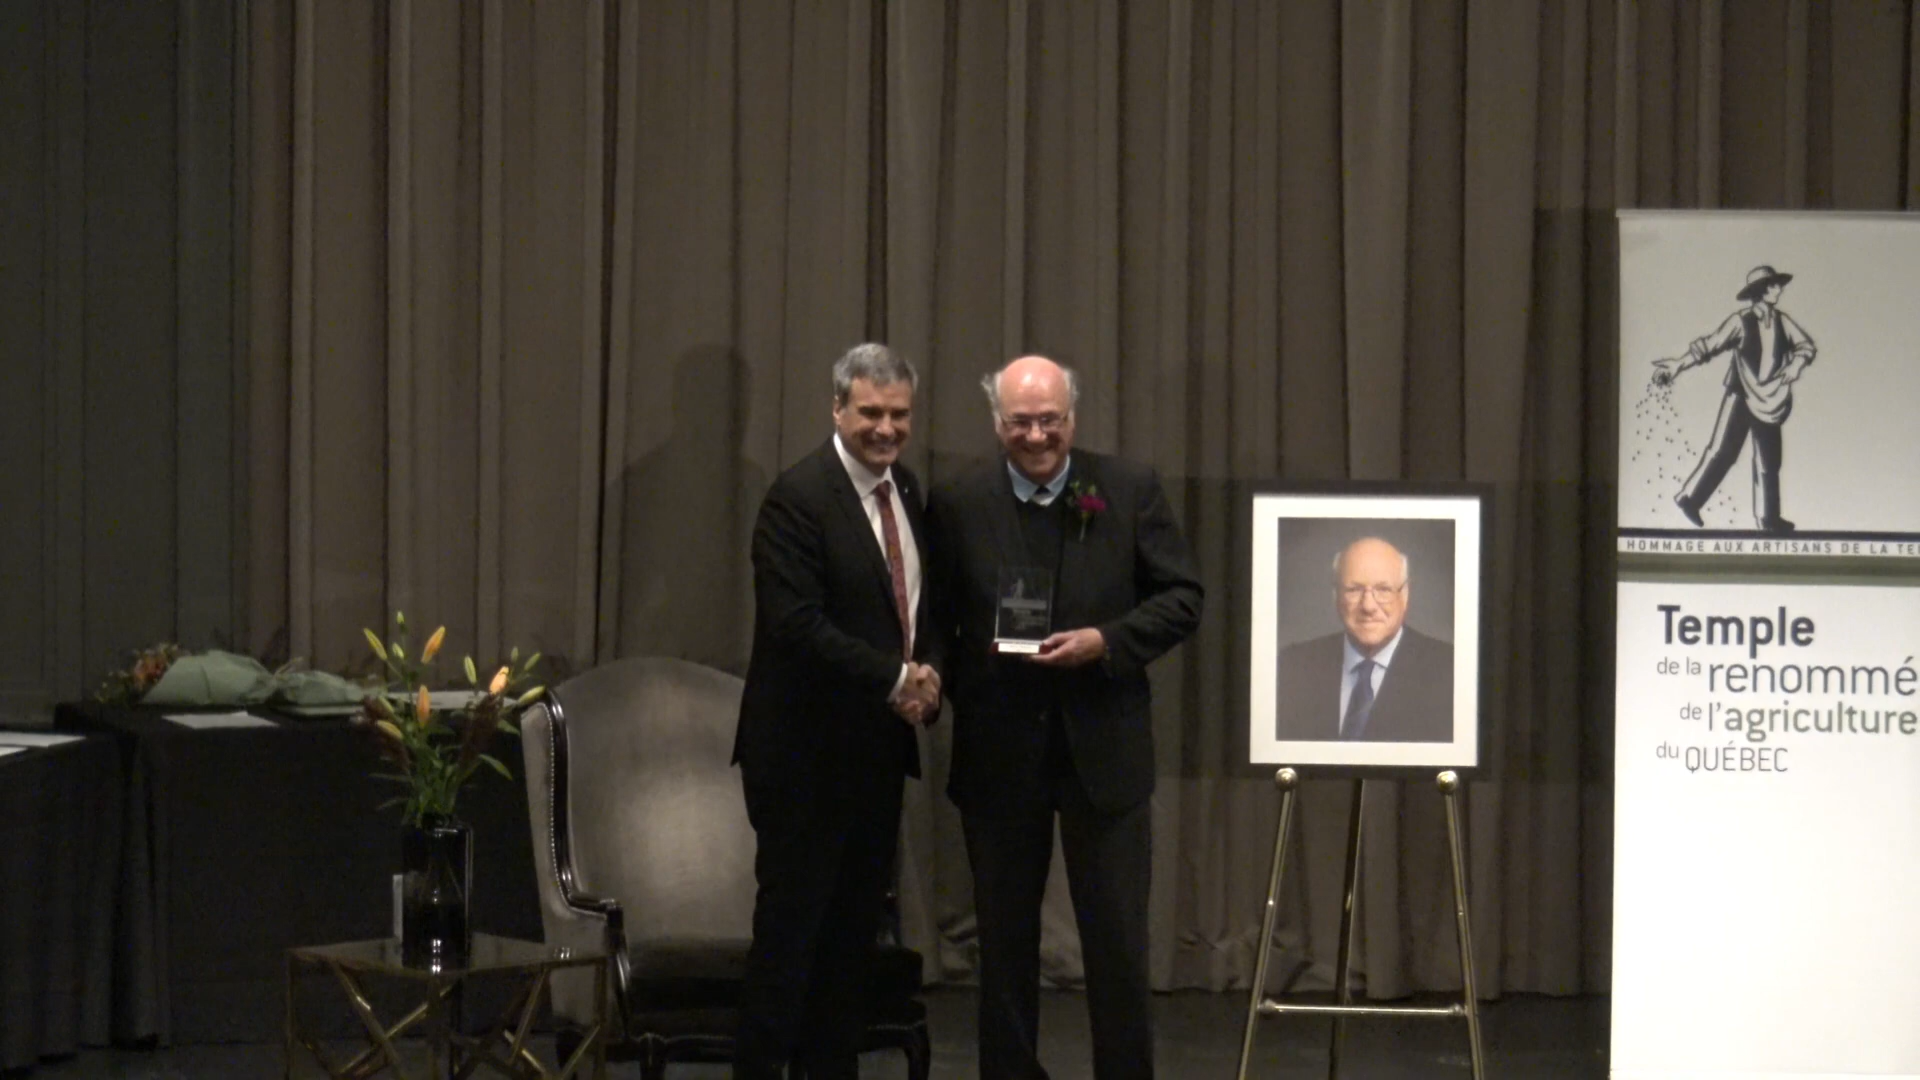 HOMMAGE AUX ARTISANS DE LA TE
Temple
de la renommé
de l'agriculture
du QUÉBEC